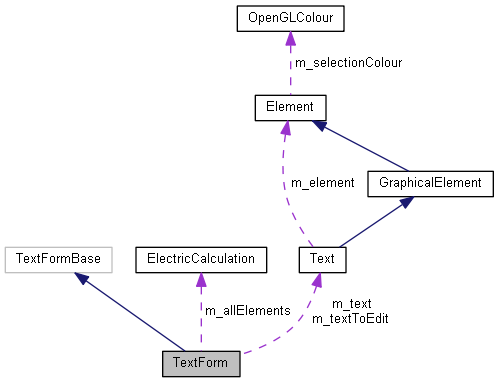 OpenGLColour
m_selectionColour
Element
m_element
GraphicalElement
TextFormBase
ElectricCalculation
Text
m_allElements
m_text
m_textToEdit
TextForm